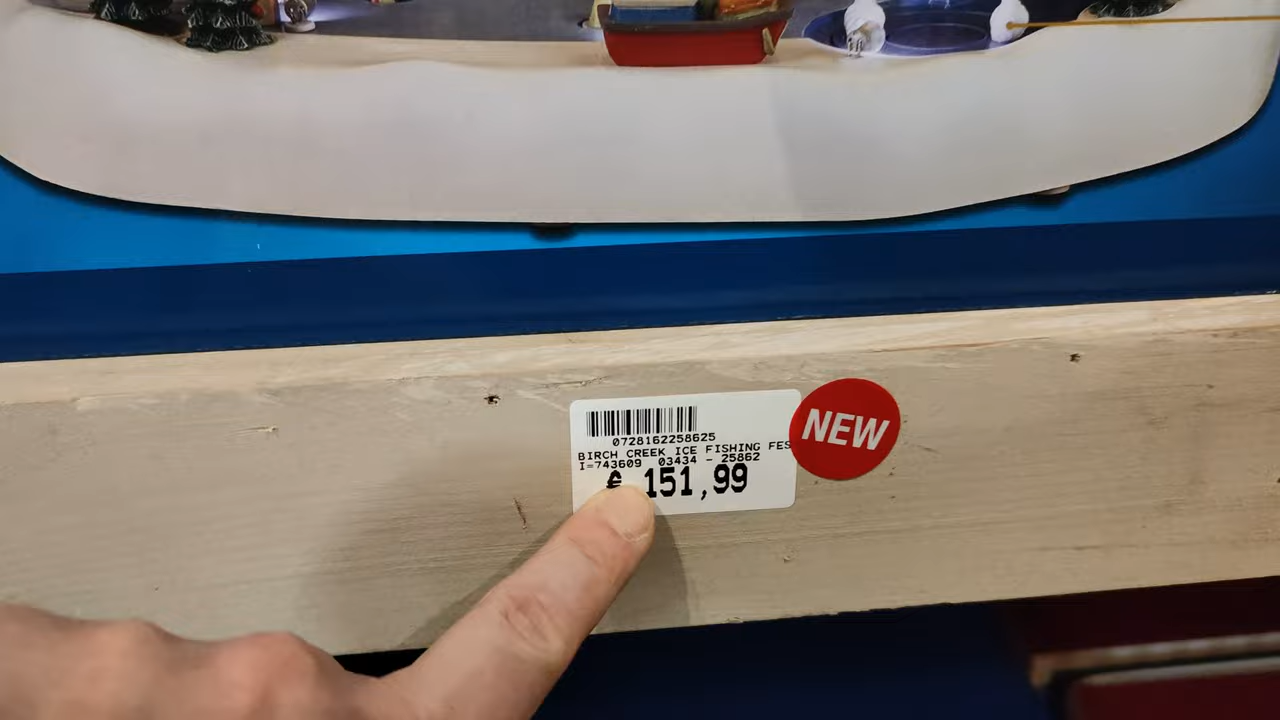 0728162258625
BIRCH CREEK ICE FISHING FES
I=743609 03434 - 25862
€ 151,99
NEW